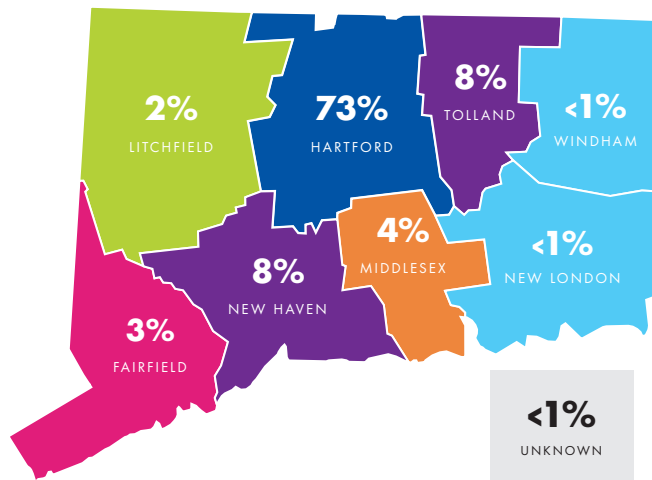 2%
LITCHFIELD
73%
HARTFORD
8%
TOLLAND
<1%
WINDHAM
3%
FAIRFIELD
8%
NEW HAVEN
4%
MIDDLESEX
<1%
NEW LONDON
<1%
UNKNOWN